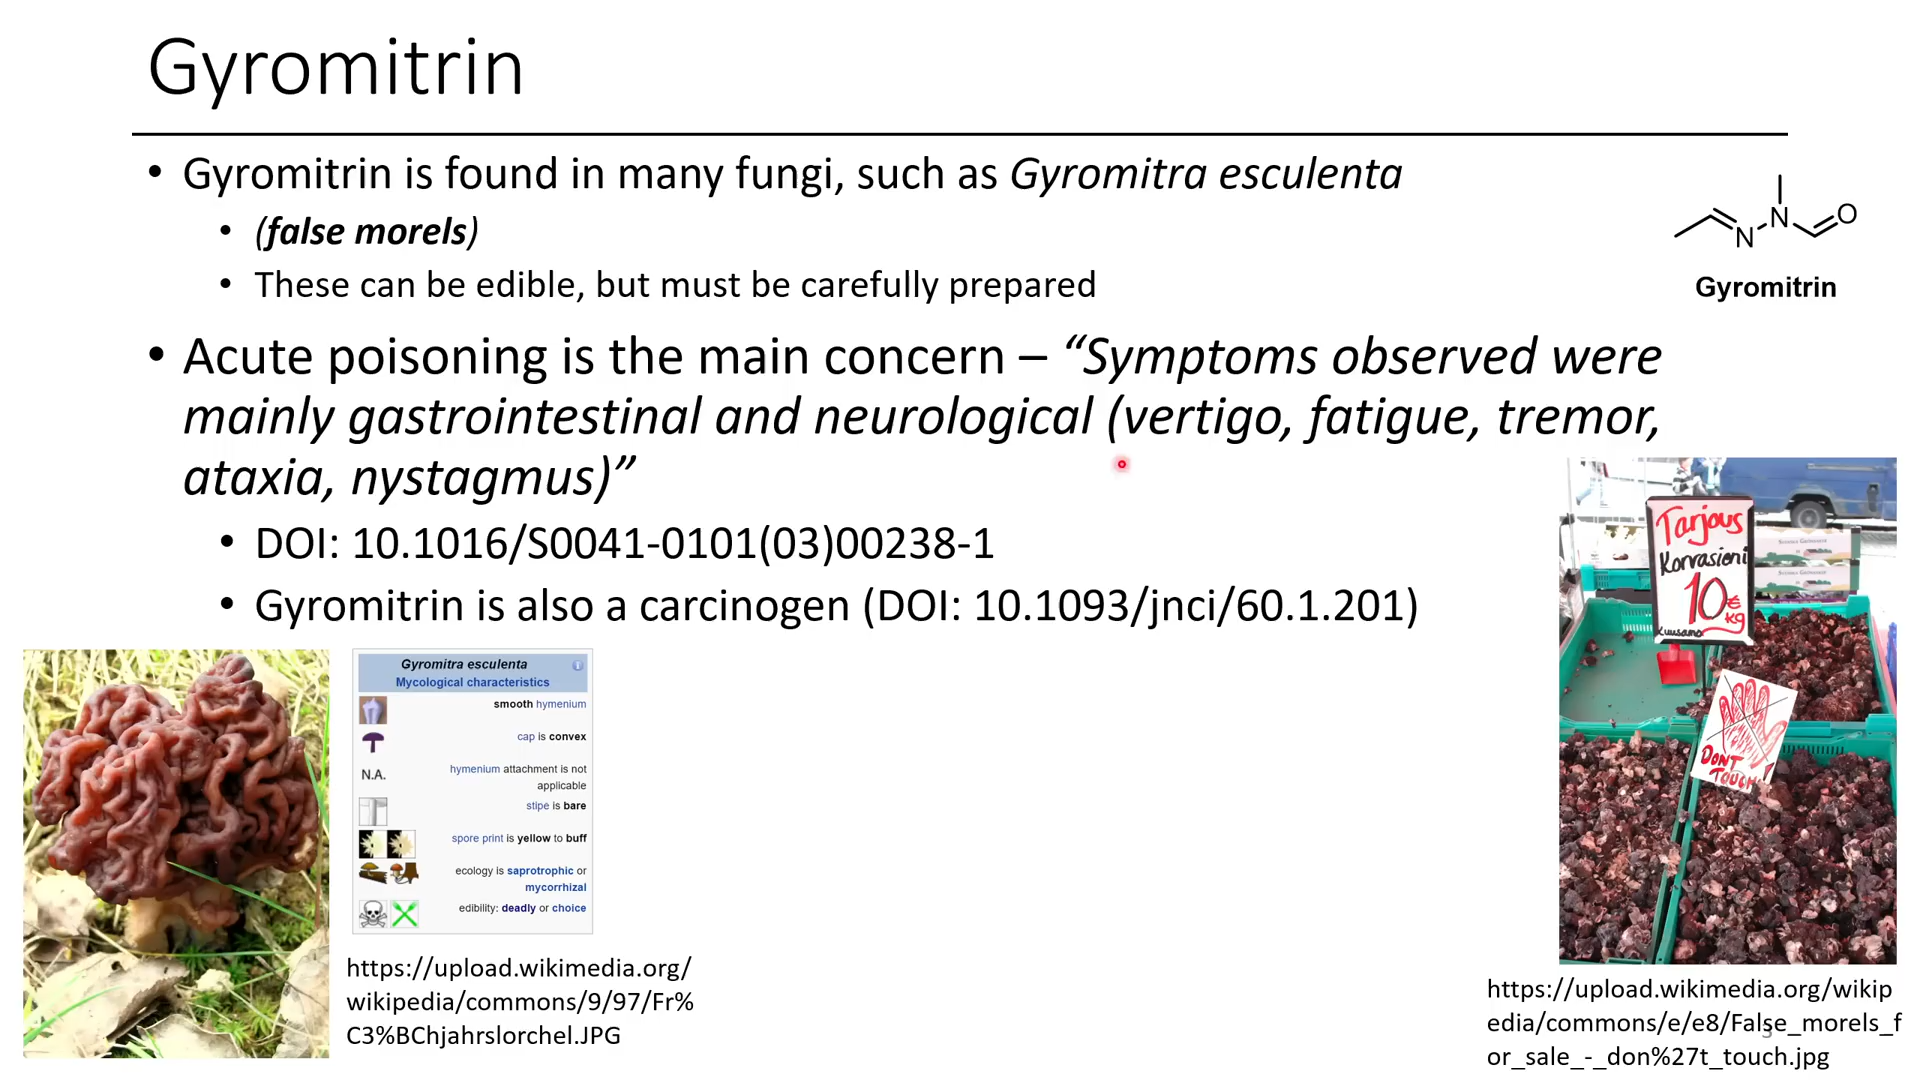 Gyromitrin
• Gyromitrin is found in many fungi, such as Gyromitra esculenta
• (false morels)
• These can be edible, but must be carefully prepared
N
N
O
Gyromitrin
• Acute poisoning is the main concern – “Symptoms observed were
mainly gastrointestinal and neurological (vertigo, fatigue, tremor,
ataxia, nystagmus)”
• DOI: 10.1016/S0041-0101(03)00238-1
• Gyromitrin is also a carcinogen (DOI: 10.1093/jnci/60.1.201)
Gyromitra esculenta
Mycological characteristics
smooth hymenium
cap is convex
N.A.
hymenium attachment is not
applicable
stipe is bare
spore print is yellow to buff
ecology is saprotrophic or
mycorrhizal
edibility: deadly or choice
https://upload.wikimedia.org/
wikipedia/commons/9/97/Fr%
C3%BChjahrslorchel.JPG
Tarjous
Korvasieni
10 €
kg
Kuusamo
DONT
TOUCH!
https://upload.wikimedia.org/wikip
edia/commons/e/e8/False_morels_f
or_sale_-_don%27t_touch.jpg
3